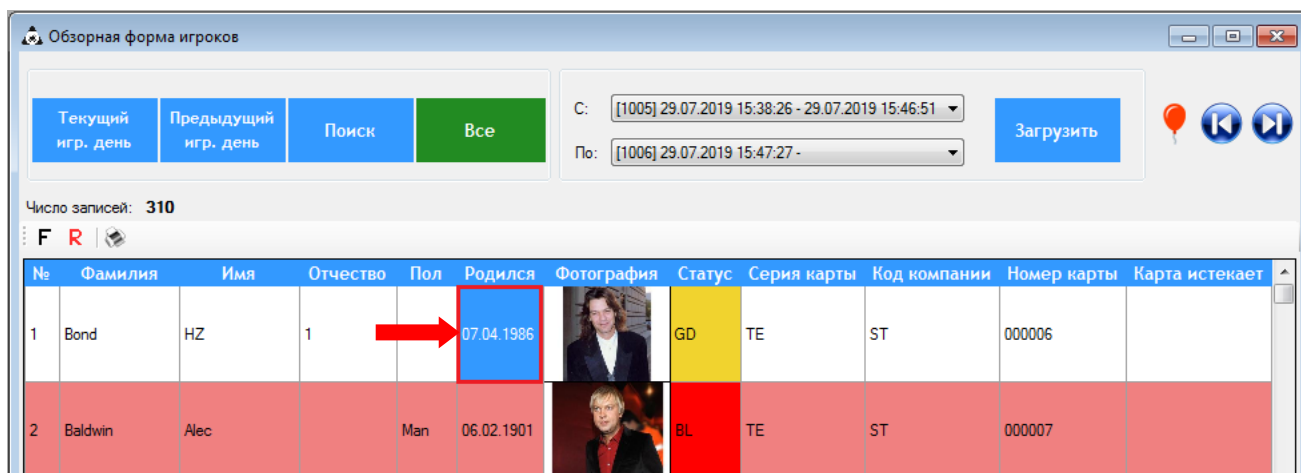 Обзорная форма игроков
Текущий игр. день
Предыдущий игр. день
Поиск
Все
С: [1005] 29.07.2019 15:38:26 - 29.07.2019 15:46:51
По: [1006] 29.07.2019 15:47:27 -
Загрузить
Число записей: 310
F R
№ Фамилия Имя Отчество Пол Родился Фотография Статус Серия карты Код компании Номер карты Карта истекает
1 Bond HZ 1 07.04.1986 GD TE ST 000006
2 Baldwin Alec Man 06.02.1901 BL TE ST 000007